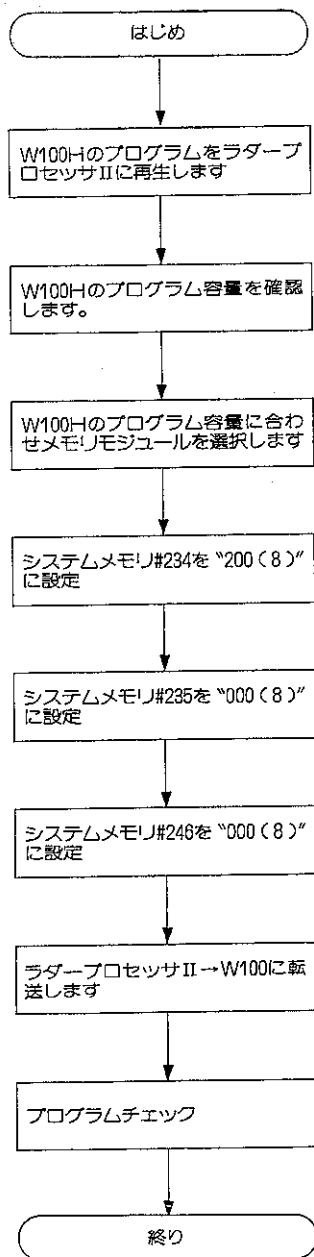 はじめ
W100Hのプログラムをラダープ
ロセッサⅡに再生します
W100Hのプログラム容量を確認
します。
W100Hのプログラム容量に合わ
せメモリモジュールを選択します
システムメモリ#234を“200(8)”
に設定
システムメモリ#235を“000(8)”
に設定
システムメモリ#246を“000(8)”
に設定
ラダープロセッサⅡ→W100に転
送します
プログラムチェック
終り